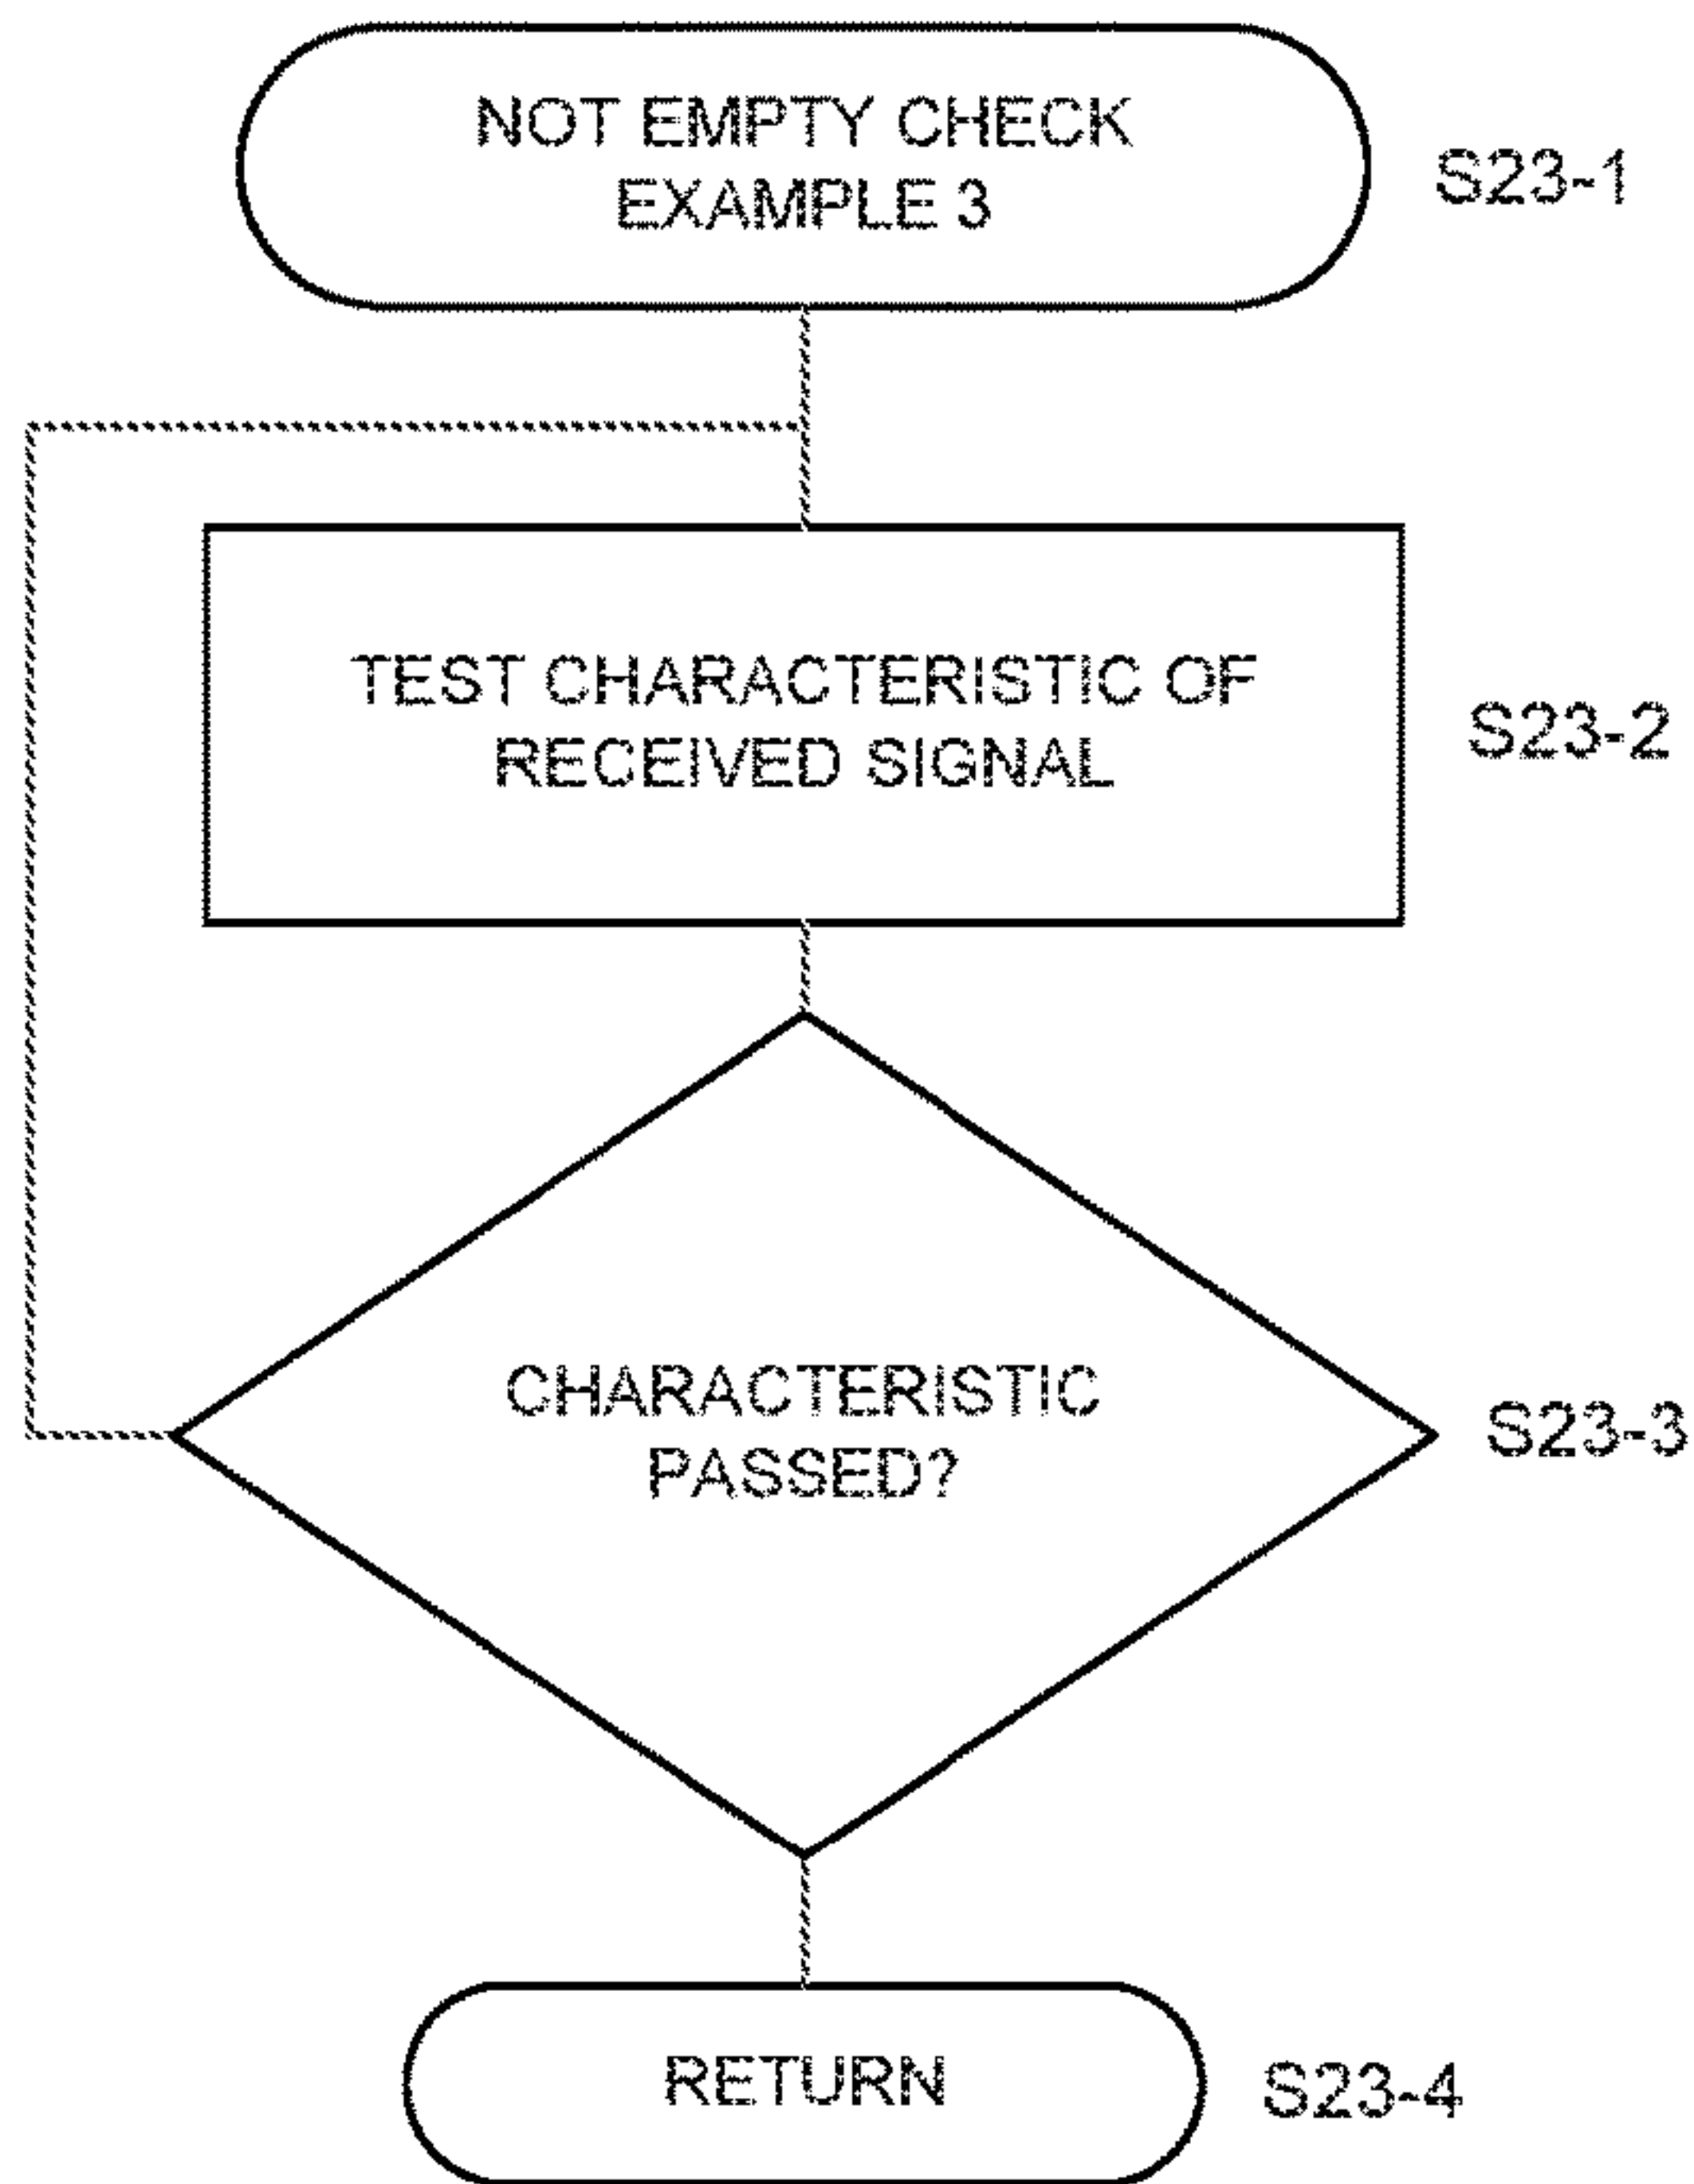 NOT EMPTY CHECK
EXAMPLE 3
S23-1
TEST CHARACTERISTIC OF
RECEIVED SIGNAL
S23-2
CHARACTERISTIC
PASSED?
S23-3
RETURN
S23-4